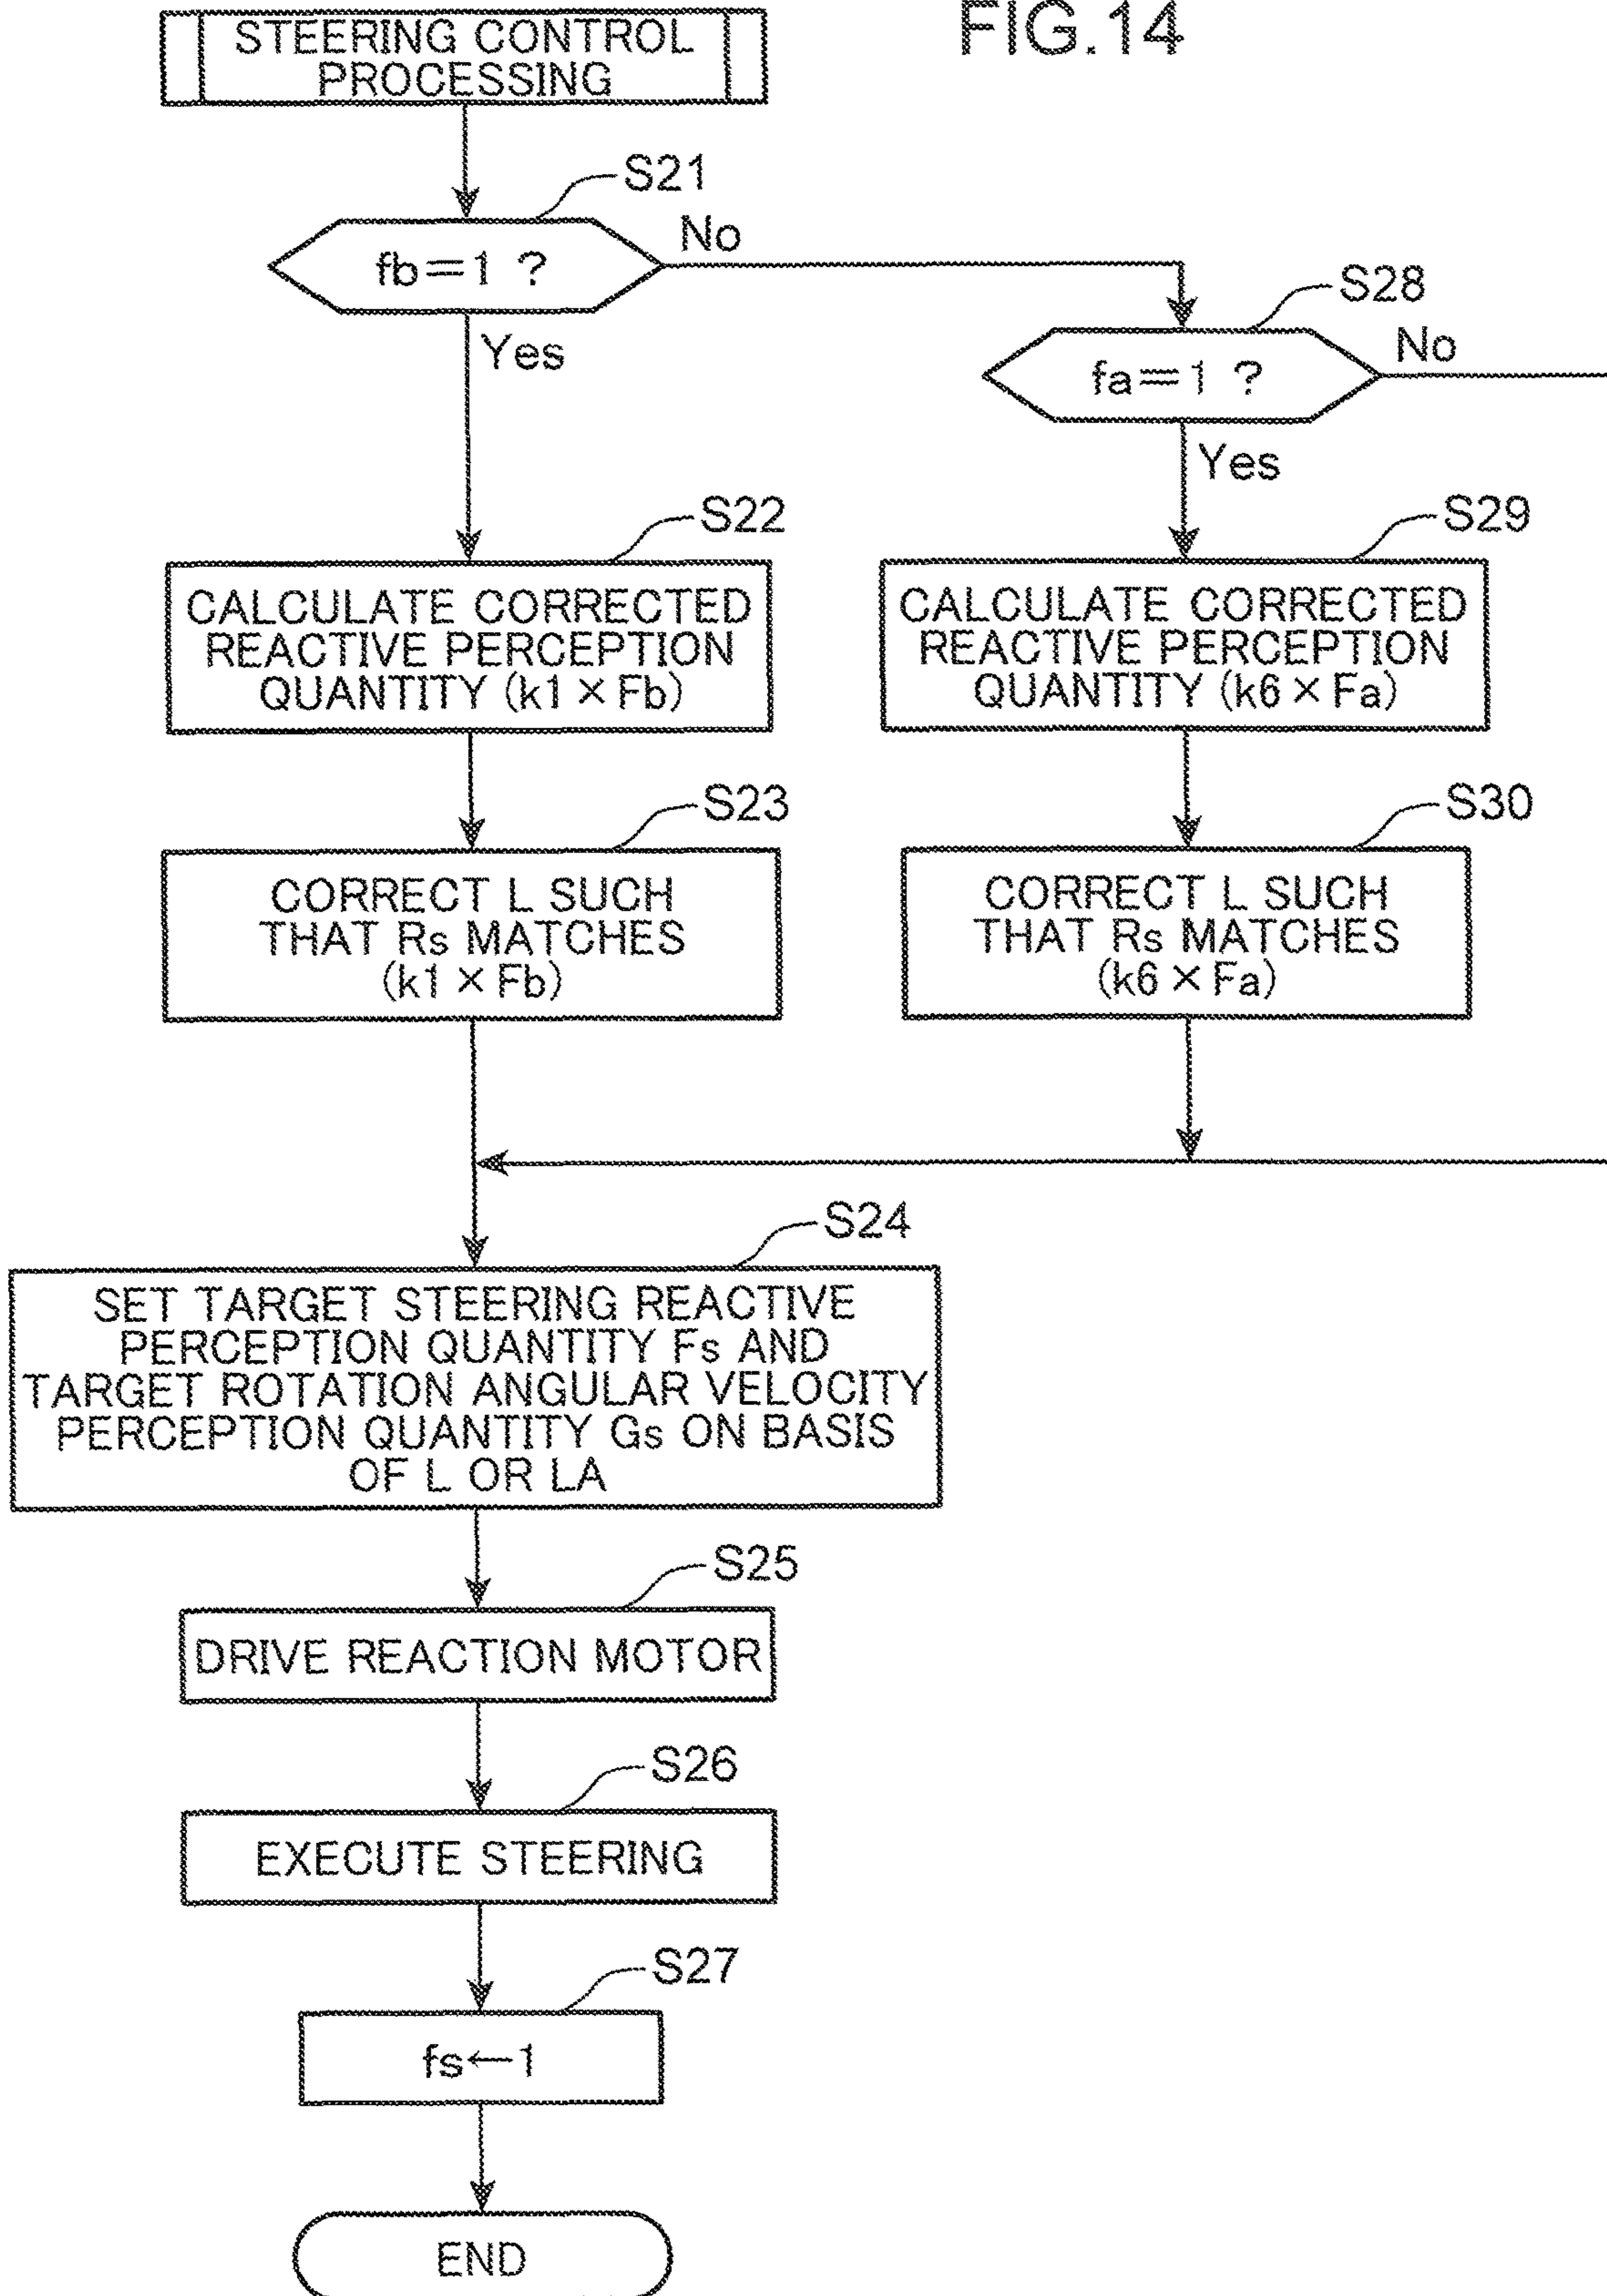 FIG.14
STEERING CONTROL
PROCESSING
S21
fb=1 ?
No
Yes
S28
fa=1 ?
No
Yes
S22
CALCULATE CORRECTED
REACTIVE PERCEPTION
QUANTITY (k1 × Fb)
S29
CALCULATE CORRECTED
REACTIVE PERCEPTION
QUANTITY (k6 × Fa)
S23
CORRECT L SUCH
THAT Rs MATCHES
(k1 × Fb)
S30
CORRECT L SUCH
THAT Rs MATCHES
(k6 × Fa)
S24
SET TARGET STEERING REACTIVE
PERCEPTION QUANTITY Fs AND
TARGET ROTATION ANGULAR VELOCITY
PERCEPTION QUANTITY Gs ON BASIS
OF L OR LA
S25
DRIVE REACTION MOTOR
S26
EXECUTE STEERING
S27
fs←1
END